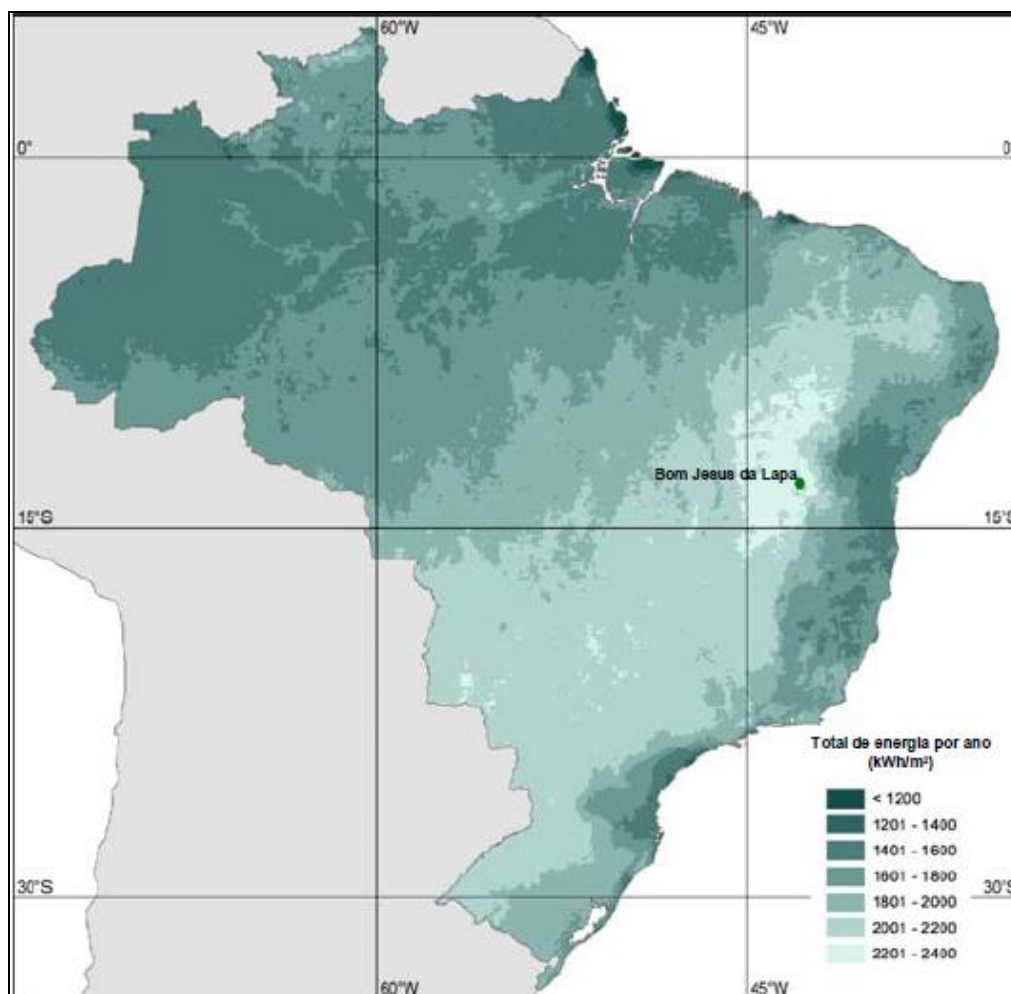 60°W 45°W
0° 0°
Bom Jesus da Lapa
15°S 15°S
Total de energia por ano
(kWh/m²)
< 1200
1201 - 1400
1401 - 1600
1601 - 1800
1801 - 2000
2001 - 2200
2201 - 2400
30°S 30°S
60°W 45°W